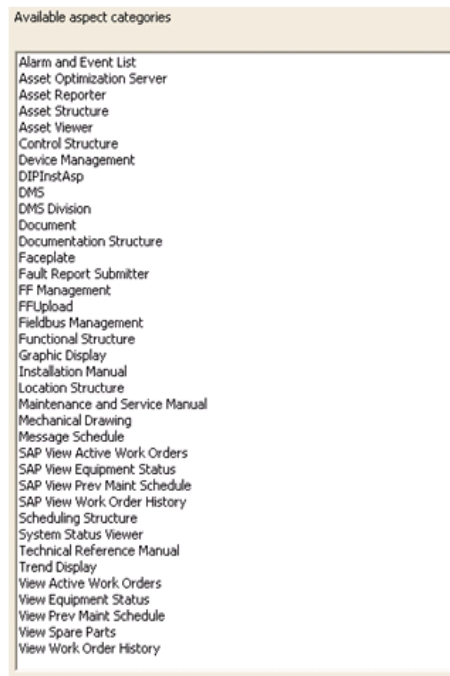 Available aspect categories
Alarm and Event List
Asset Optimization Server
Asset Reporter
Asset Structure
Asset Viewer
Control Structure
Device Management
DIPInstAsp
DMS
DMS Division
Document
Documentation Structure
Faceplate
Fault Report Submitter
FF Management
FFUpload
Fieldbus Management
Functional Structure
Graphic Display
Installation Manual
Location Structure
Maintenance and Service Manual
Mechanical Drawing
Message Schedule
SAP View Active Work Orders
SAP View Equipment Status
SAP View Prev Maint Schedule
SAP View Work Order History
Scheduling Structure
System Status Viewer
Technical Reference Manual
Trend Display
View Active Work Orders
View Equipment Status
View Prev Maint Schedule
View Spare Parts
View Work Order History